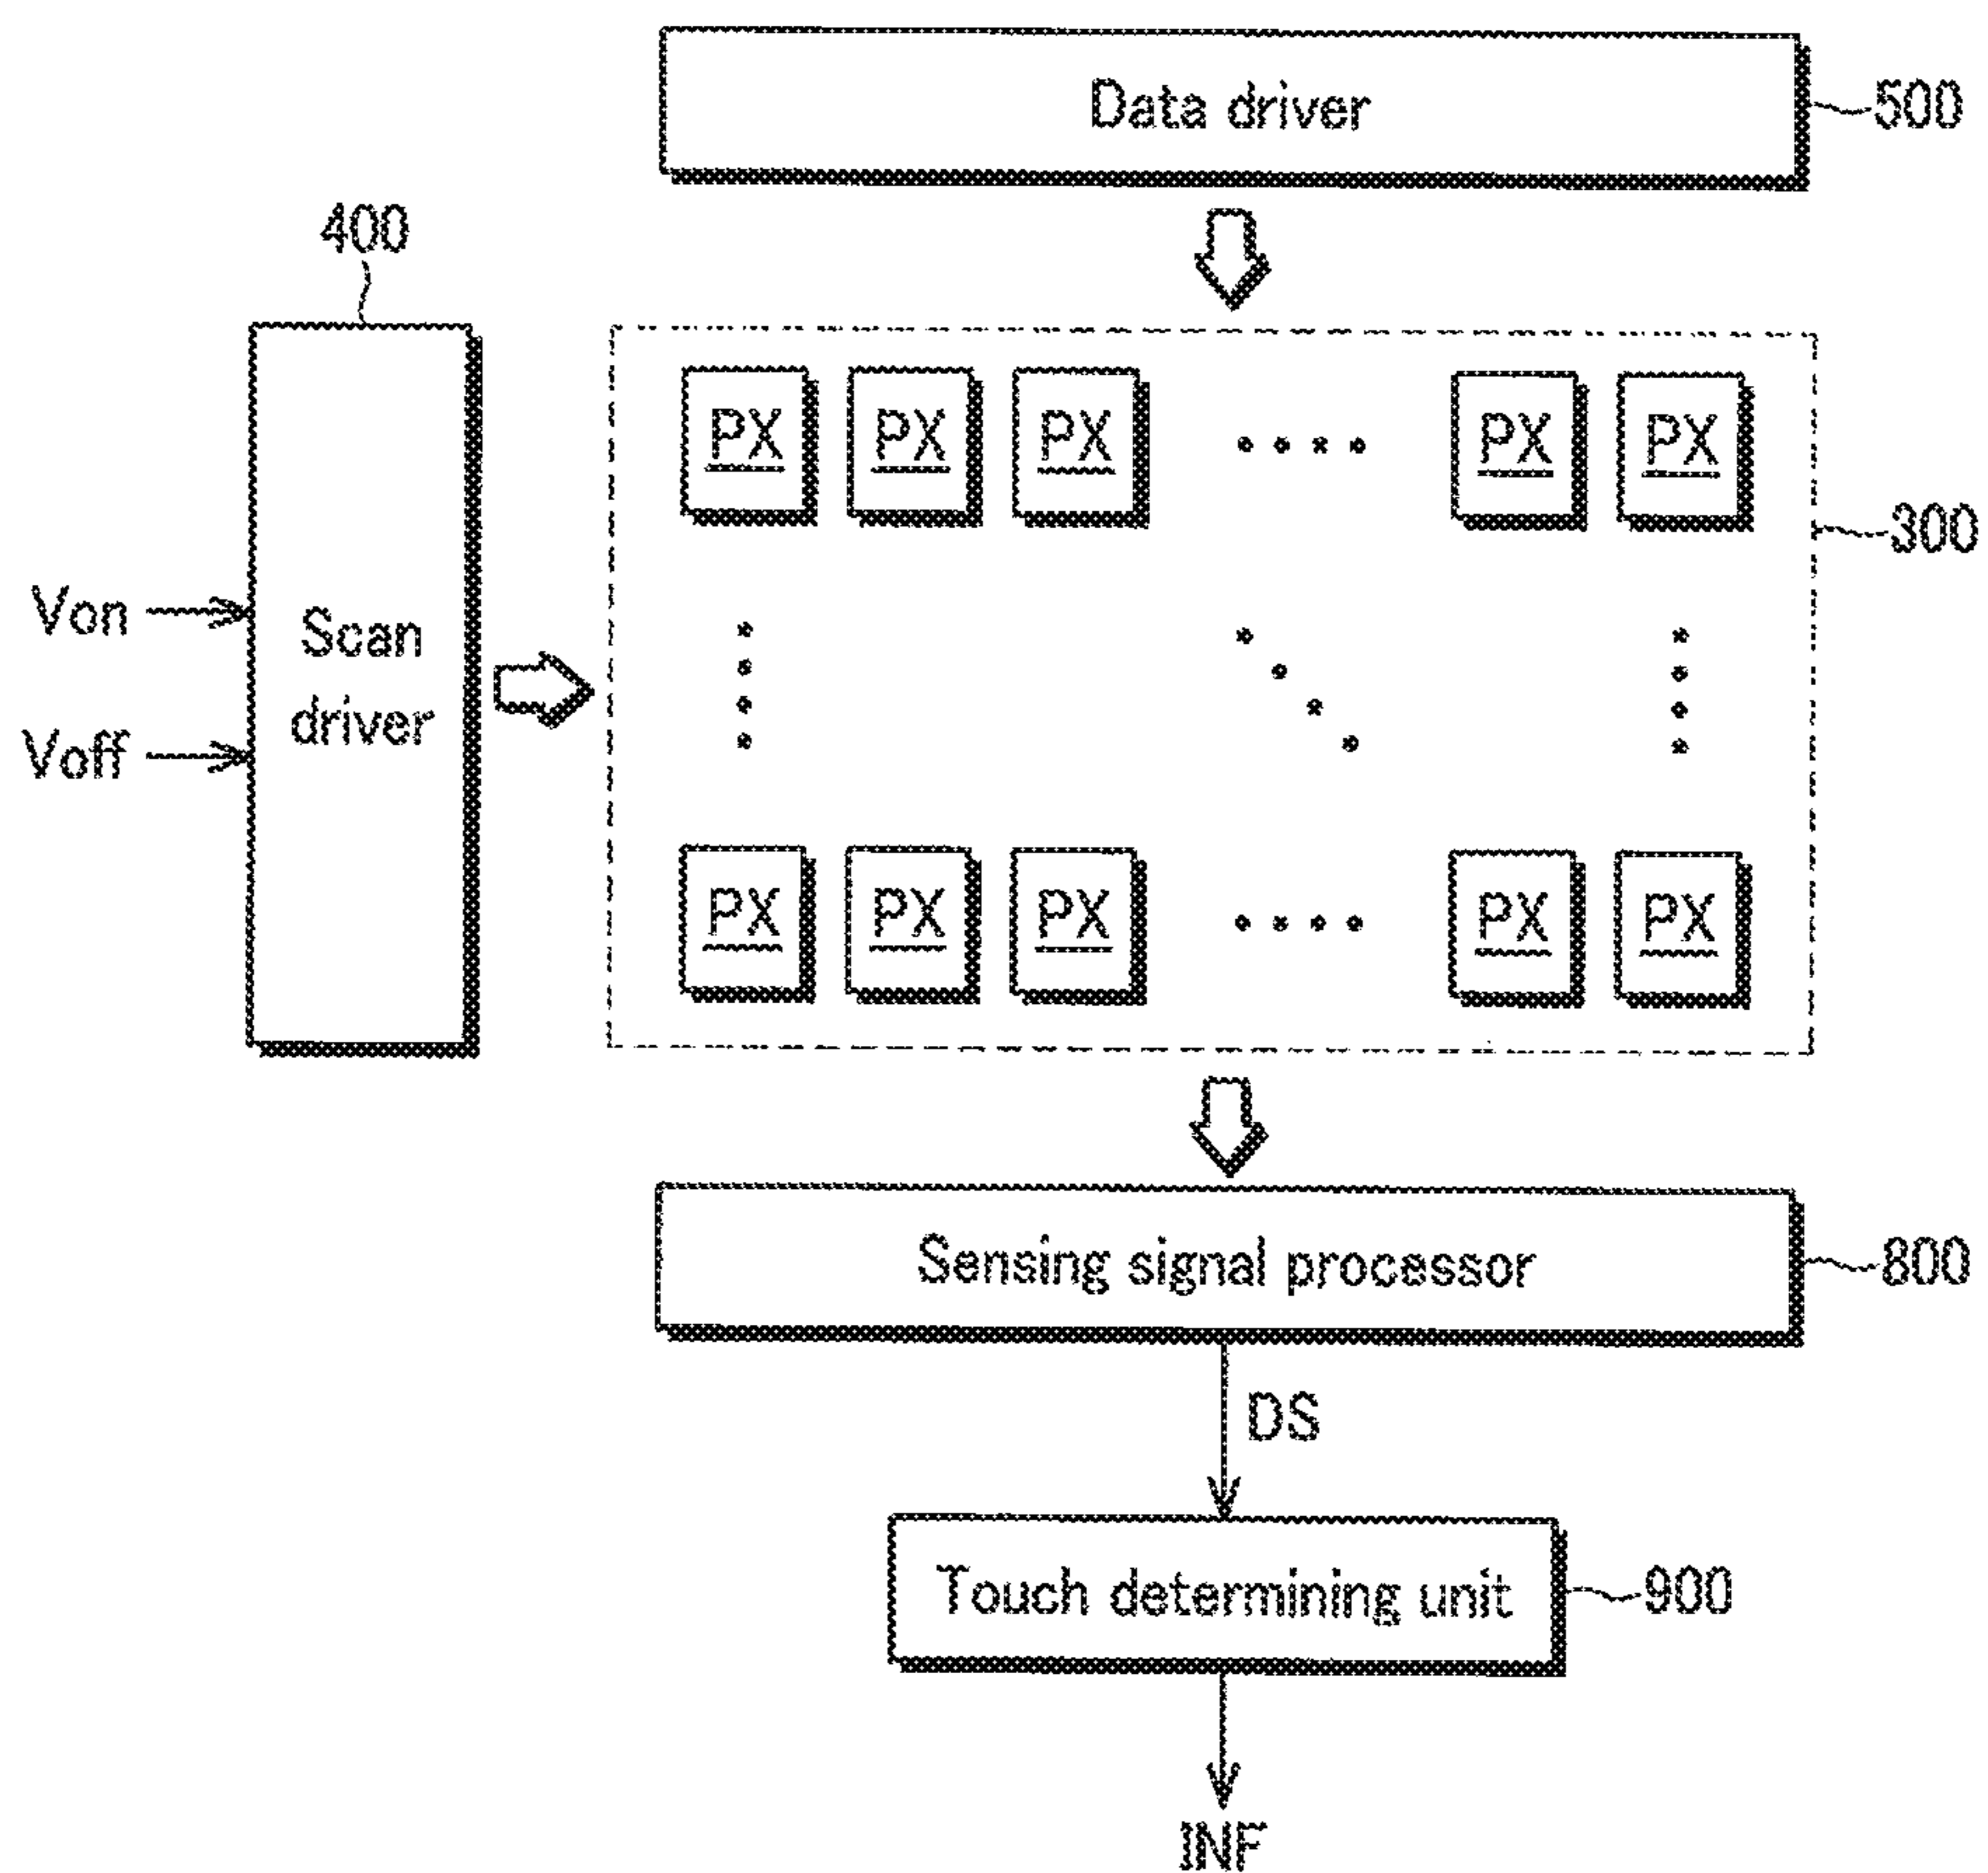 Data driver
500
400
PX PX PX PX PX
300
Von
Scan
driver
Voff
PX PX PX PX PX
Sensing signal processor
800
DS
Touch determining unit
900
INF